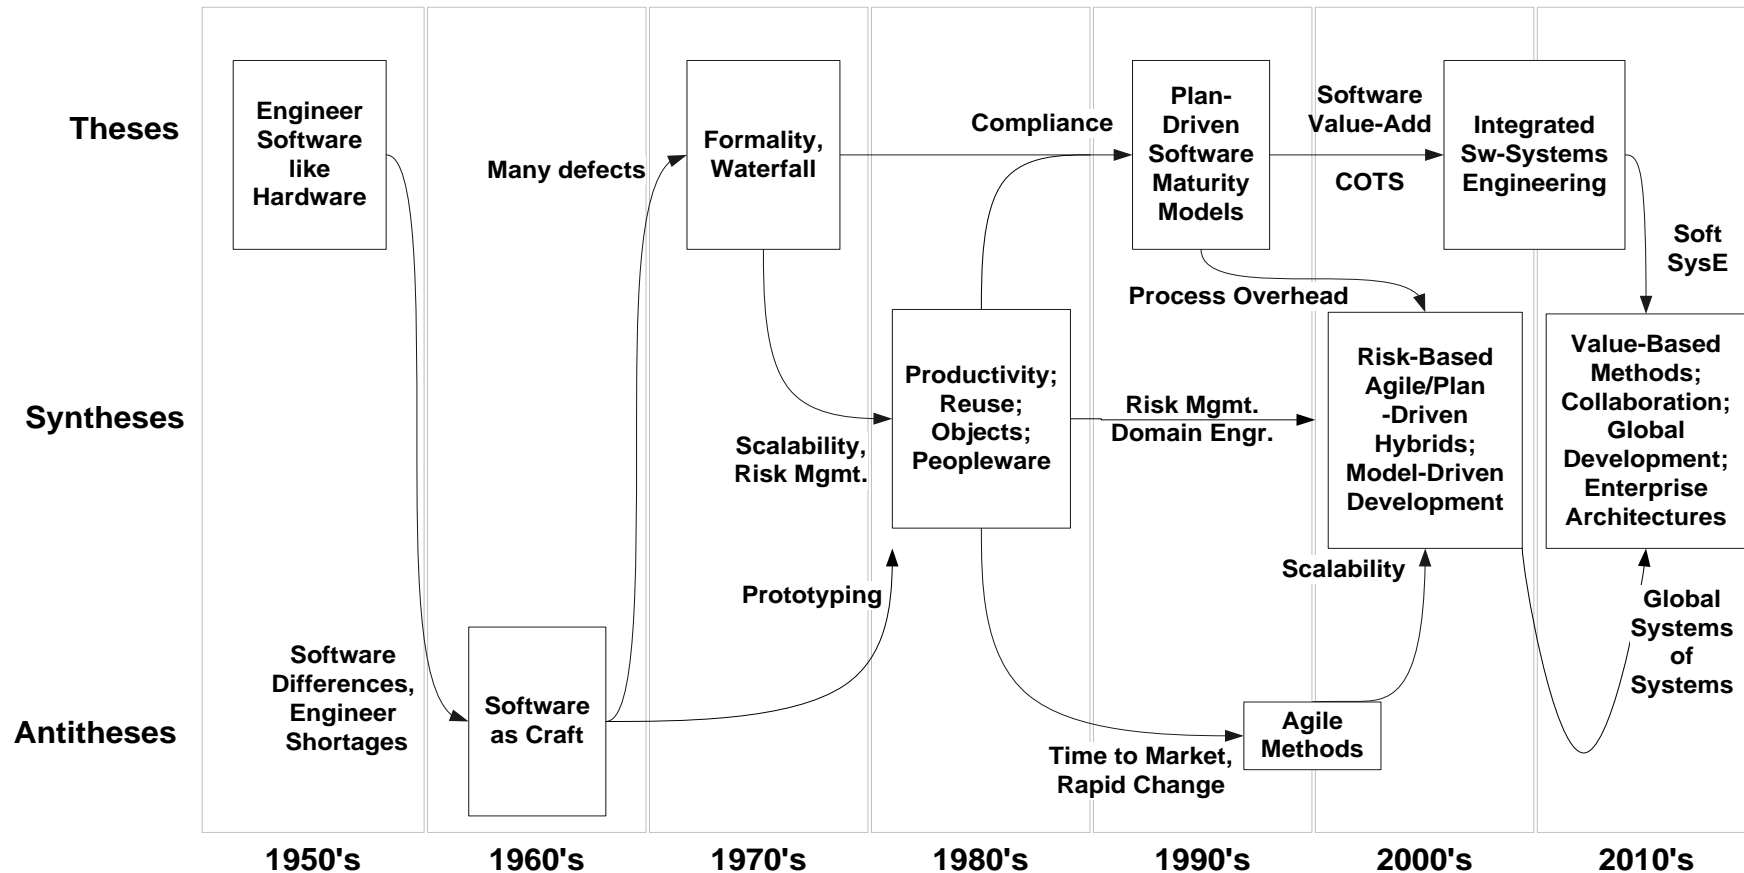 Theses
Engineer
Software
like
Hardware
Many defects
Formality,
Waterfall
Compliance
Plan-
Driven
Software
Maturity
Models
Software
Value-Add
COTS
Integrated
Sw-Systems
Engineering
Soft
SysE
Process Overhead
Syntheses
Scalability,
Risk Mgmt.
Productivity;
Reuse;
Objects;
Peopleware
Risk Mgmt.
Domain Engr.
Risk-Based
Agile/Plan
-Driven
Hybrids;
Model-Driven
Development
Value-Based
Methods;
Collaboration;
Global
Development;
Enterprise
Architectures
Prototyping
Scalability
Global
Systems
of
Systems
Antitheses
Software
Differences,
Engineer
Shortages
Software
as Craft
Time to Market,
Rapid Change
Agile
Methods
1950's
1960's
1970's
1980's
1990's
2000's
2010's